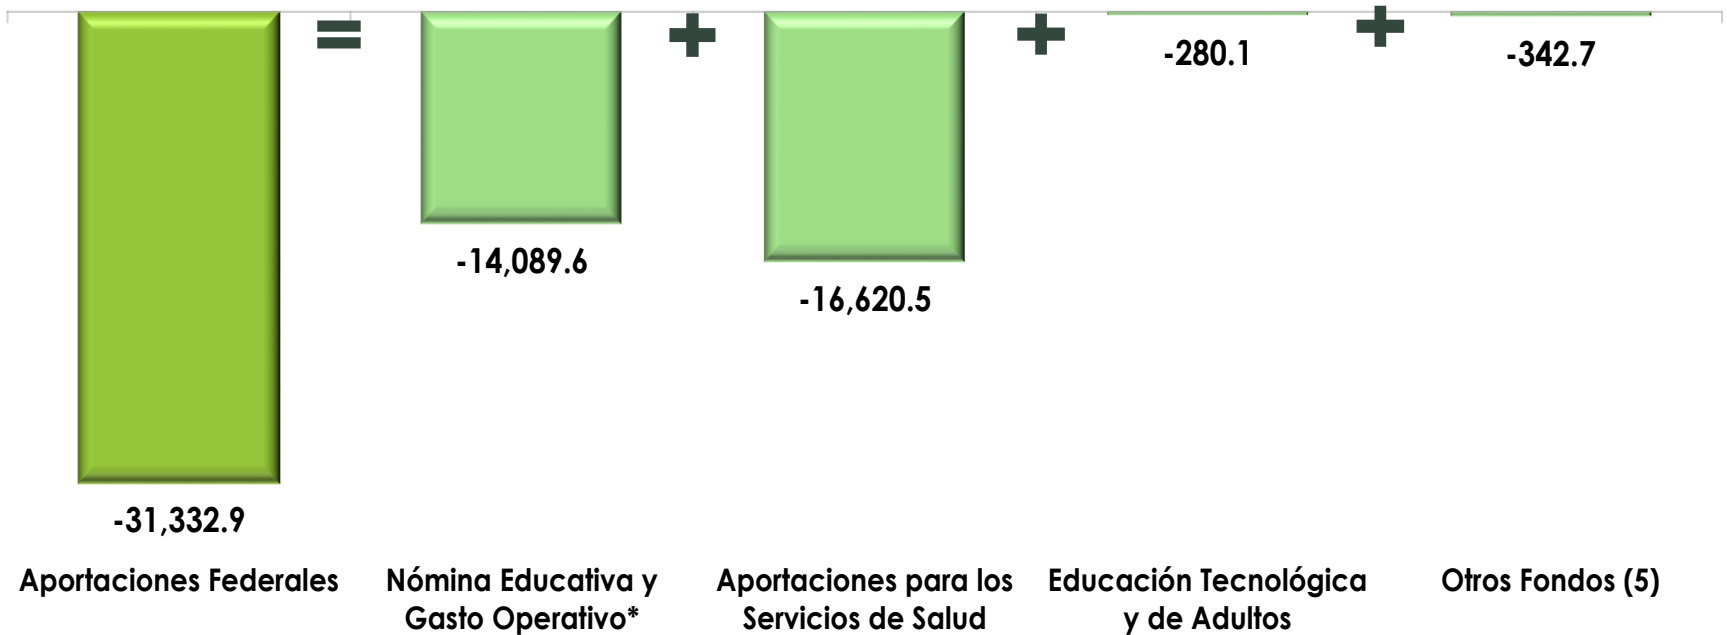 = + + +
-280.1 -342.7
-14,089.6
-16,620.5
-31,332.9
Aportaciones Federales
Nómina Educativa y
Gasto Operativo*
Aportaciones para los
Servicios de Salud
Educación Tecnológica
y de Adultos
Otros Fondos (5)